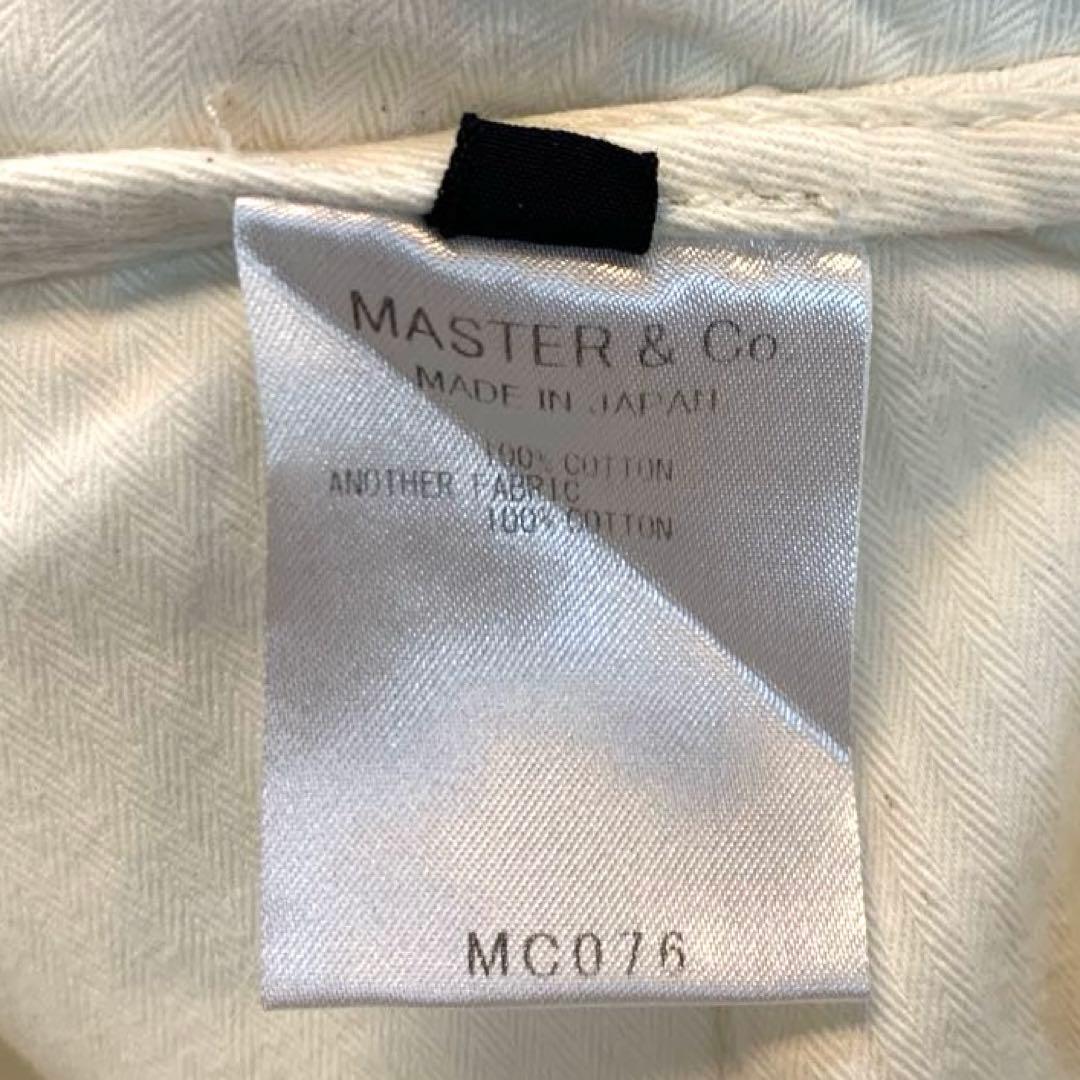 MASTER & Co.
MADE IN JAPAN
100% COTTON
ANOTHER FABRIC
100% COTTON
MC076